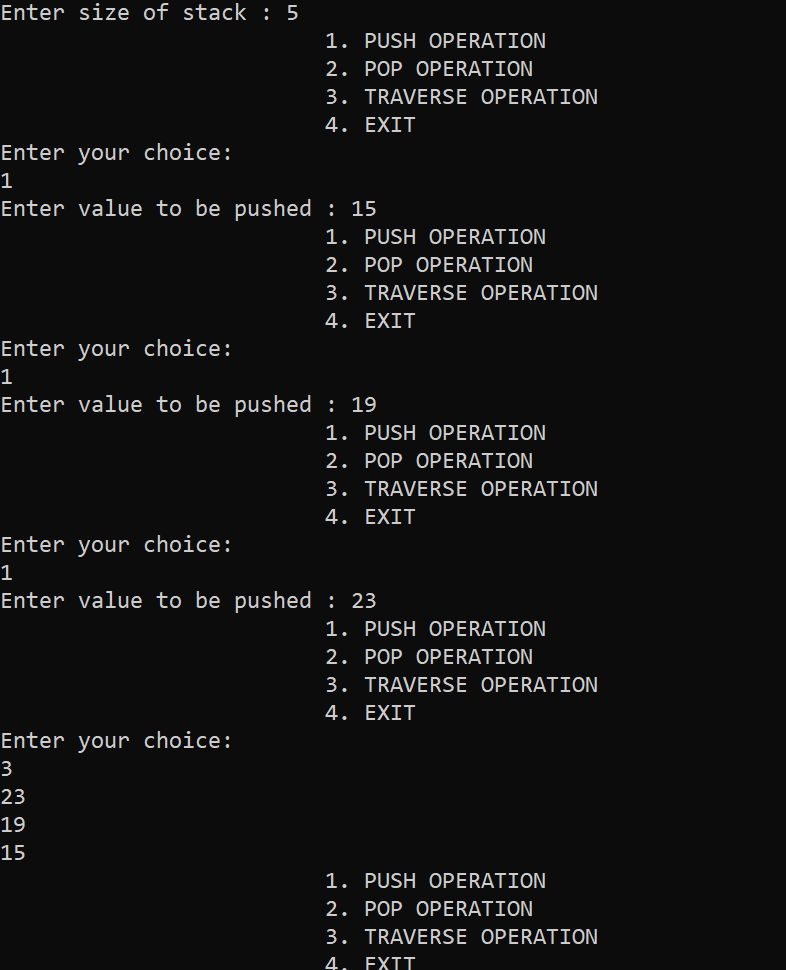 Enter size of stack : 5
1. PUSH OPERATION
2. POP OPERATION
3. TRAVERSE OPERATION
4. EXIT
Enter your choice:
1
Enter value to be pushed : 15
1. PUSH OPERATION
2. POP OPERATION
3. TRAVERSE OPERATION
4. EXIT
Enter your choice:
1
Enter value to be pushed : 19
1. PUSH OPERATION
2. POP OPERATION
3. TRAVERSE OPERATION
4. EXIT
Enter your choice:
1
Enter value to be pushed : 23
1. PUSH OPERATION
2. POP OPERATION
3. TRAVERSE OPERATION
4. EXIT
Enter your choice:
3
23
19
15
1. PUSH OPERATION
2. POP OPERATION
3. TRAVERSE OPERATION
4. EXIT